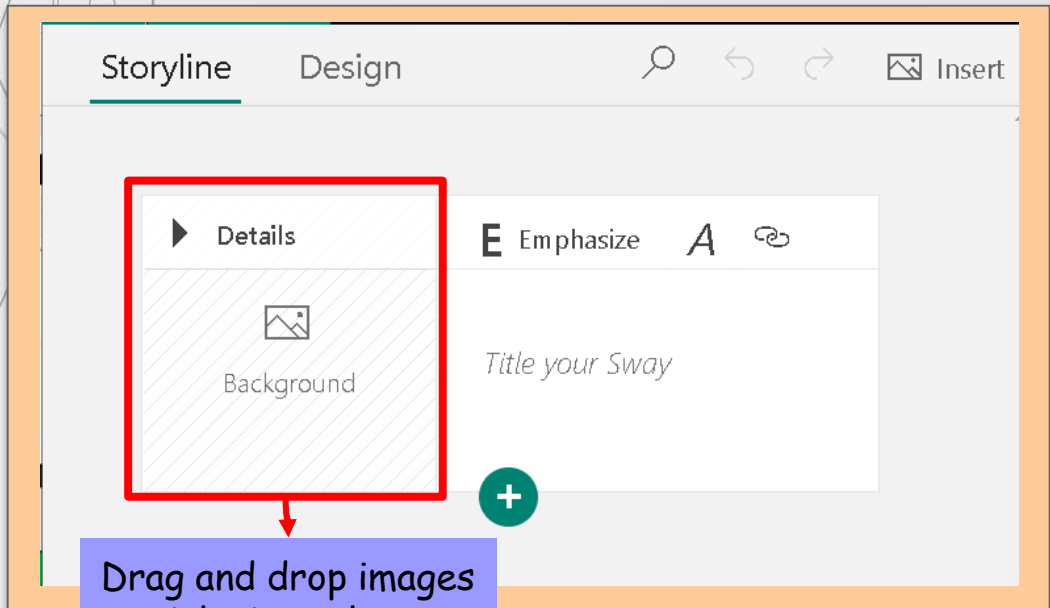 Storyline Design Insert
Details
E Emphasize A
Background
Title your Sway
Drag and drop images